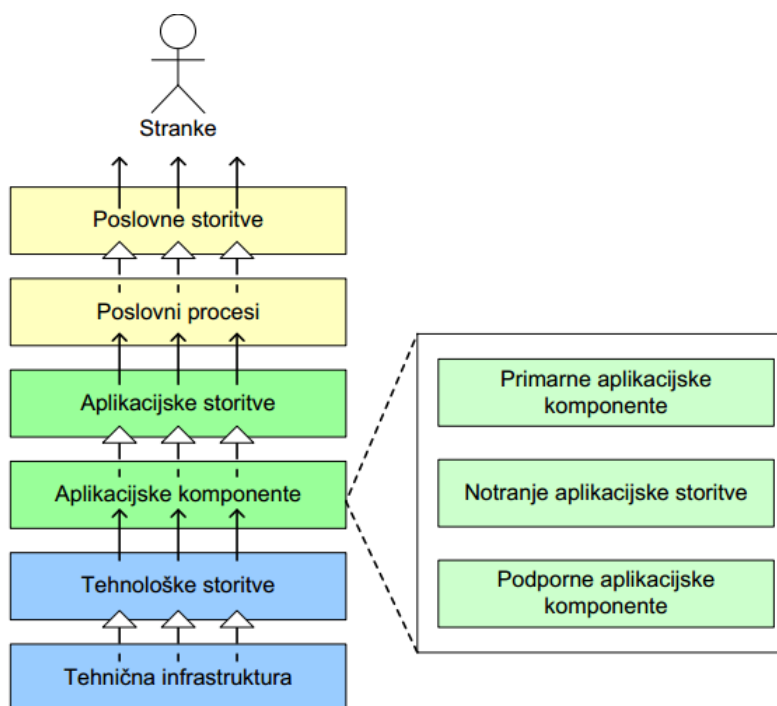 Stranke
Poslovne storitve
Poslovni procesi
Aplikacijske storitve
Aplikacijske komponente
Tehnološke storitve
Tehnična infrastruktura
Primarne aplikacijske
komponente
Notranje aplikacijske storitve
Podporne aplikacijske
komponente